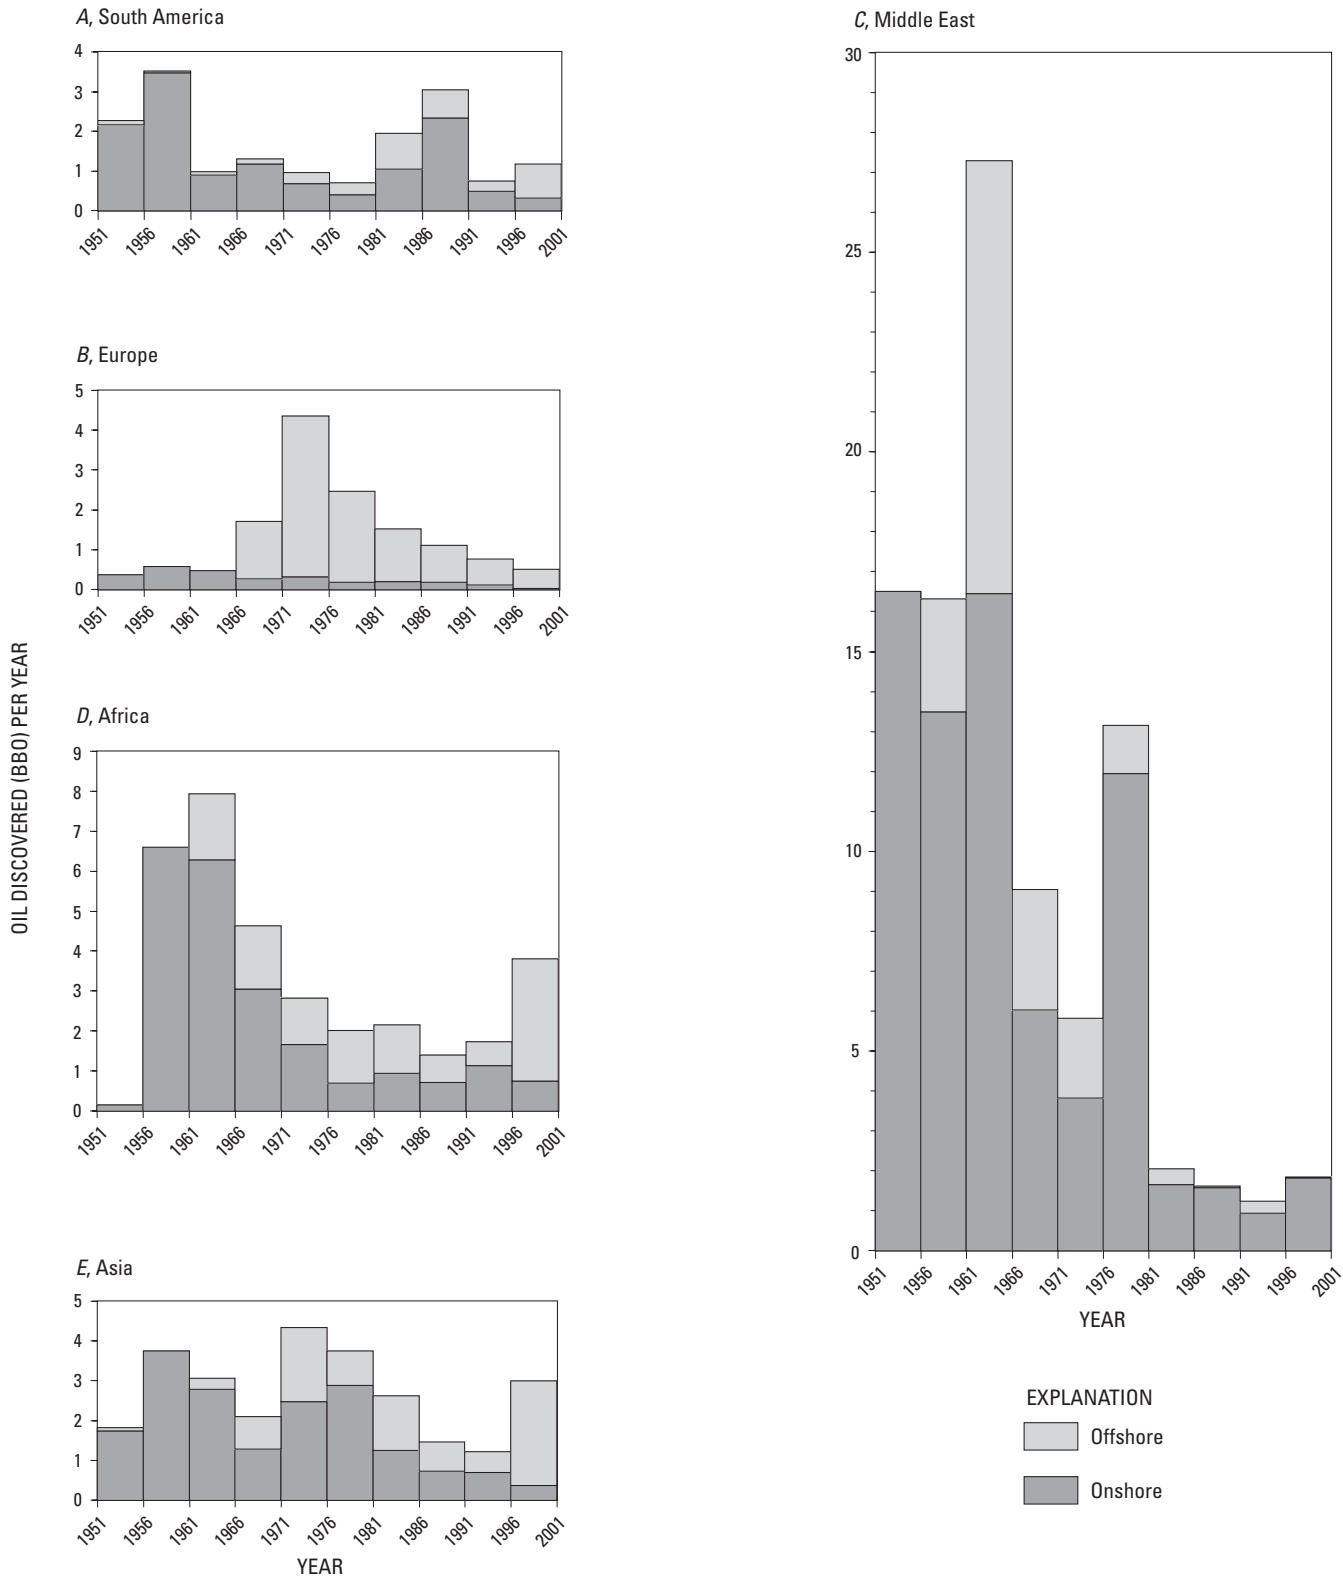 A, South America
4
3
2
1
0
1951 1956 1961 1966 1971 1976 1981 1986 1991 1996 2001
B, Europe
5
4
3
2
1
0
1951 1956 1961 1966 1971 1976 1981 1986 1991 1996 2001
OIL DISCOVERED (BBO) PER YEAR
D, Africa
9
8
7
6
5
4
3
2
1
0
1951 1956 1961 1966 1971 1976 1981 1986 1991 1996 2001
E, Asia
5
4
3
2
1
0
1951 1956 1961 1966 1971 1976 1981 1986 1991 1996 2001
YEAR
C, Middle East
30
25
20
15
10
5
0
1951 1956 1961 1966 1971 1976 1981 1986 1991 1996 2001
YEAR
EXPLANATION
Offshore
Onshore